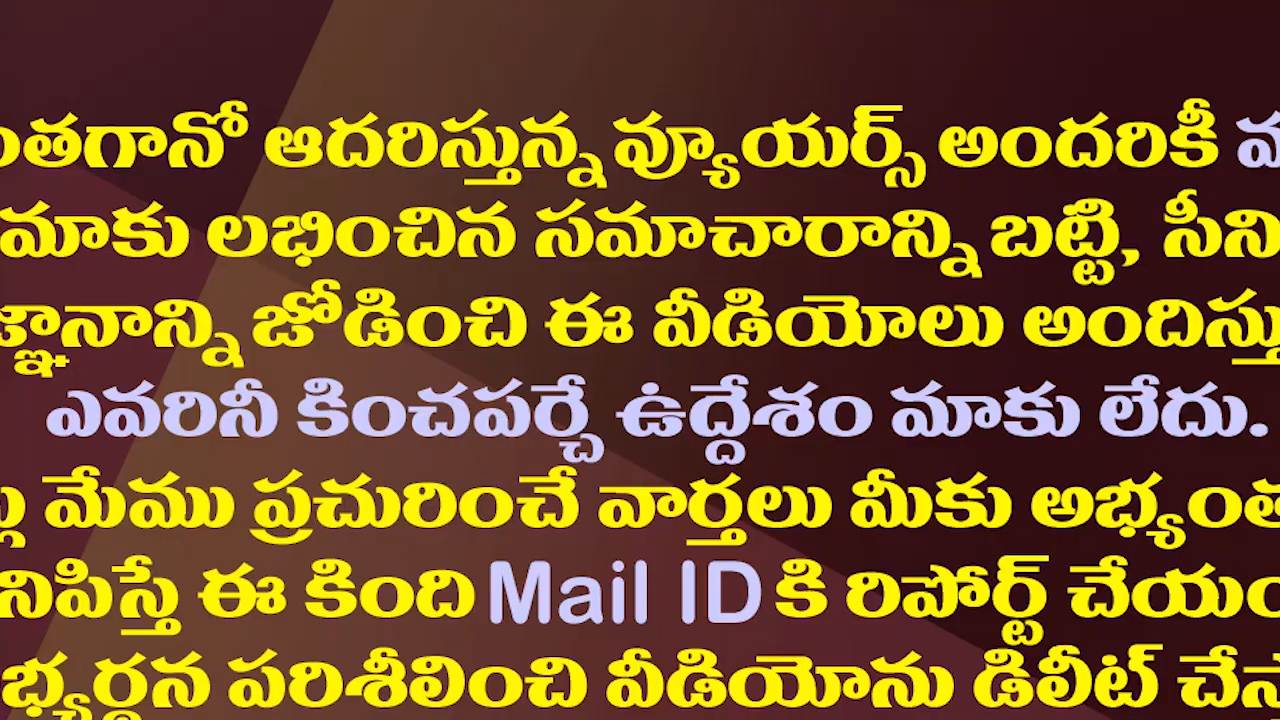 ఆదరిస్తున్న వ్యూయర్స్ అందరికీ
మాకు లభించిన సమాచారాన్ని బట్టి,
జోడించి ఈ వీడియోలు
ఎవరినీ కించపర్చే ఉద్దేశం మాకు లేదు.
మేము ప్రచురించే వార్తలు మీకు
ఈ కింది Mail ID కి రిపోర్ట్
పరిశీలించి వీడియోను డిలీట్